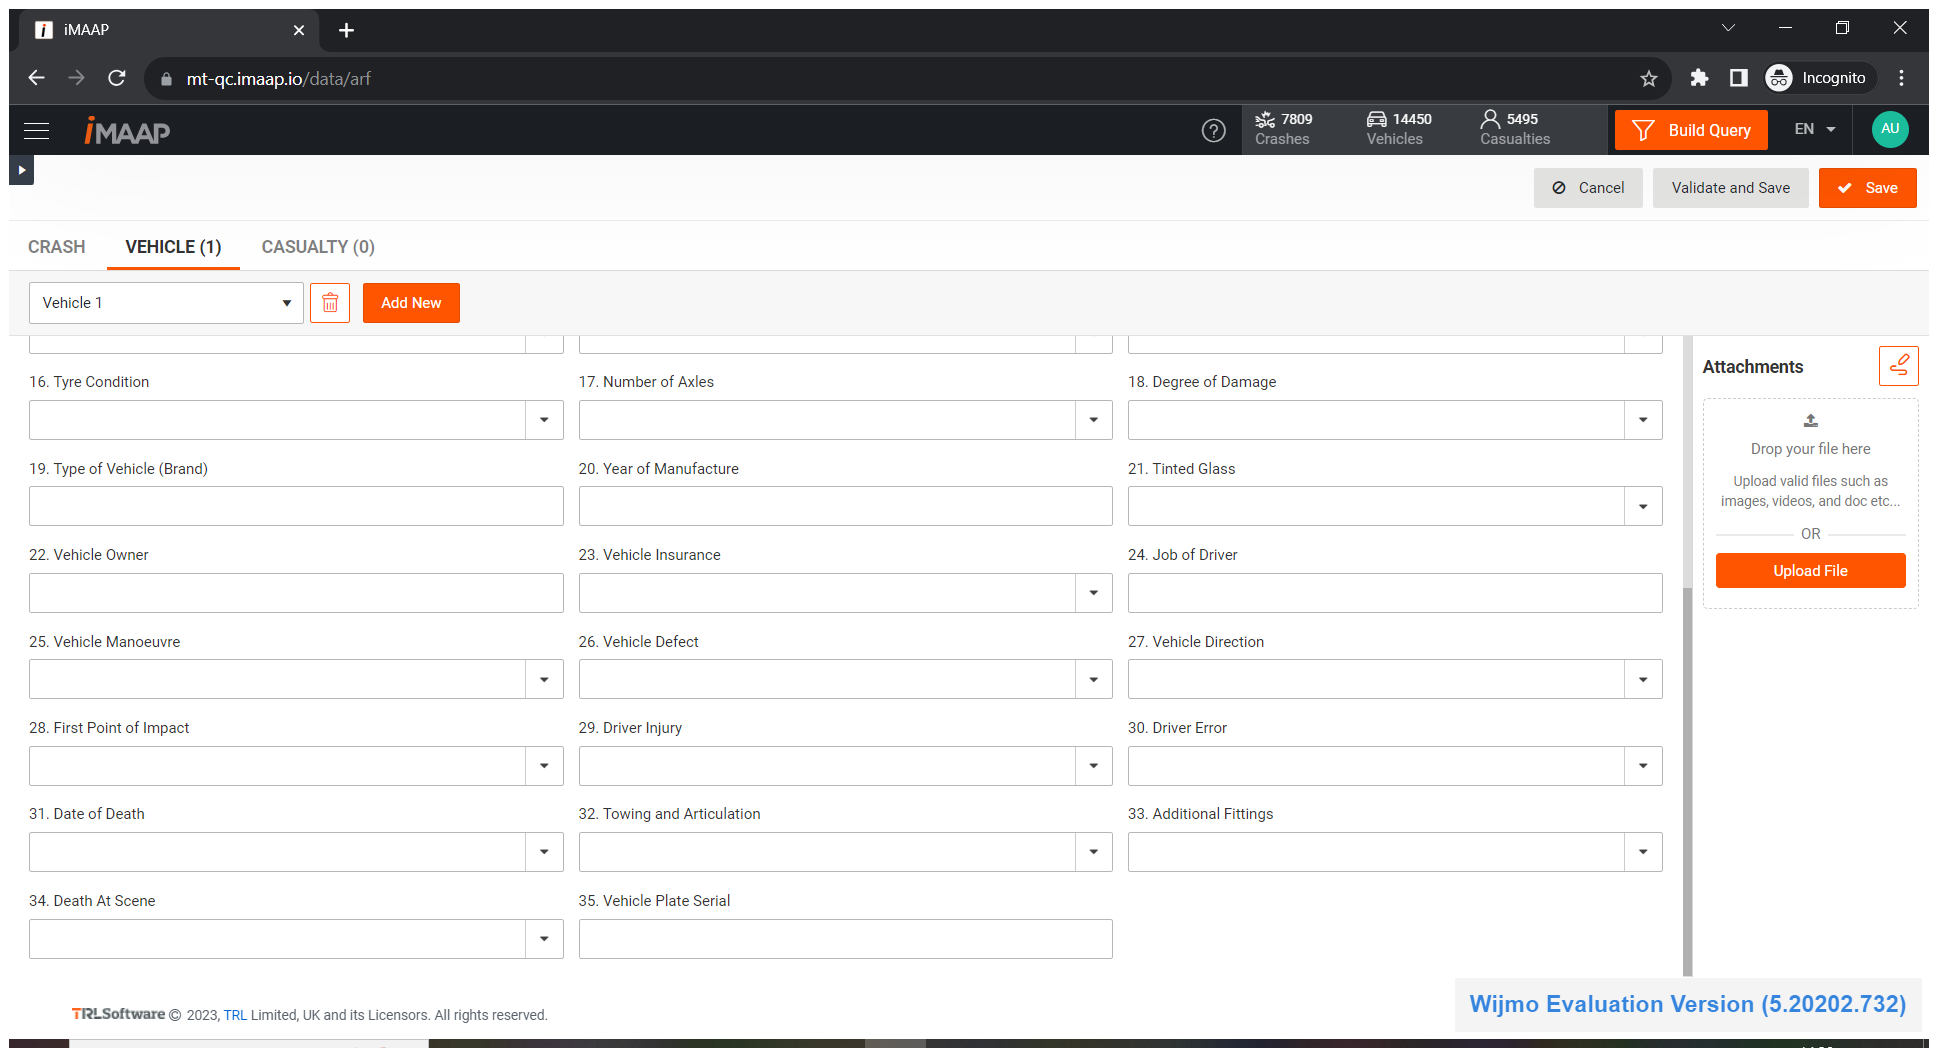 iMAAP
mt-qc.imaap.io/data/arf
Incognito
iMAAP
7809 Crashes
14450 Vehicles
5495 Casualties
Build Query
EN
AU
Cancel
Validate and Save
Save
CRASH
VEHICLE (1)
CASUALTY (0)
Vehicle 1
Add New
16. Tyre Condition
17. Number of Axles
18. Degree of Damage
19. Type of Vehicle (Brand)
20. Year of Manufacture
21. Tinted Glass
22. Vehicle Owner
23. Vehicle Insurance
24. Job of Driver
25. Vehicle Manoeuvre
26. Vehicle Defect
27. Vehicle Direction
28. First Point of Impact
29. Driver Injury
30. Driver Error
31. Date of Death
32. Towing and Articulation
33. Additional Fittings
34. Death At Scene
35. Vehicle Plate Serial
Attachments
Drop your file here
Upload valid files such as
images, videos, and doc etc...
OR
Upload File
TRLSoftware © 2023, TRL Limited, UK and its Licensors. All rights reserved.
Wijmo Evaluation Version (5.20202.732)